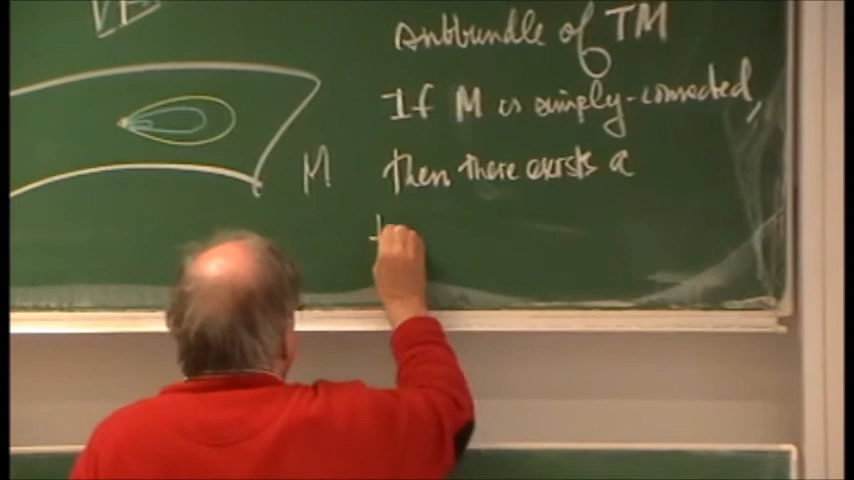 subbundle of TM
If M is simply-connected,
M
then there exists a